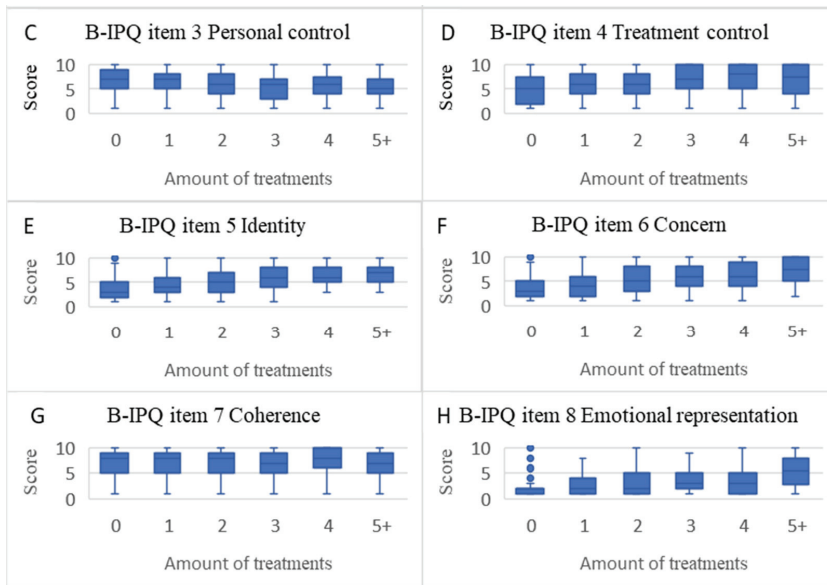 C B-IPQ item 3 Personal control
Score
10
5
0
0 1 2 3 4 5+
Amount of treatments
D B-IPQ item 4 Treatment control
Score
10
5
0
0 1 2 3 4 5+
Amount of treatments
E B-IPQ item 5 Identity
Score
10
5
0
0 1 2 3 4 5+
Amount of treatments
F B-IPQ item 6 Concern
Score
10
5
0
0 1 2 3 4 5+
Amount of treatments
G B-IPQ item 7 Coherence
Score
10
5
0
0 1 2 3 4 5+
Amount of treatments
H B-IPQ item 8 Emotional representation
Score
10
5
0
0 1 2 3 4 5+
Amount of treatments